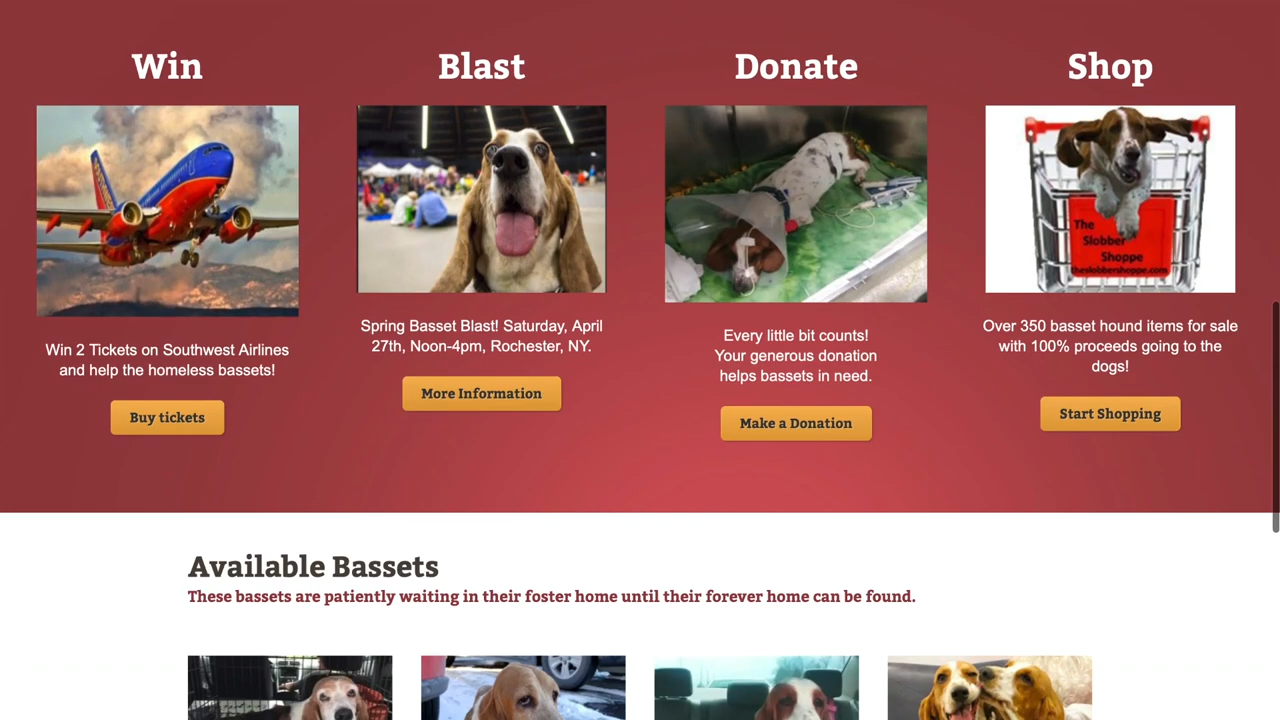 Win
Blast
Donate
Shop
The
Slobber
Shoppe
theslobbershoppe.com
Win 2 Tickets on Southwest Airlines
and help the homeless bassets!
Buy tickets
Spring Basset Blast! Saturday, April
27th, Noon-4pm, Rochester, NY.
More Information
Every little bit counts!
Your generous donation
helps bassets in need.
Make a Donation
Over 350 basset hound items for sale
with 100% proceeds going to the
dogs!
Start Shopping
Available Bassets
These bassets are patiently waiting in their foster home until their forever home can be found.